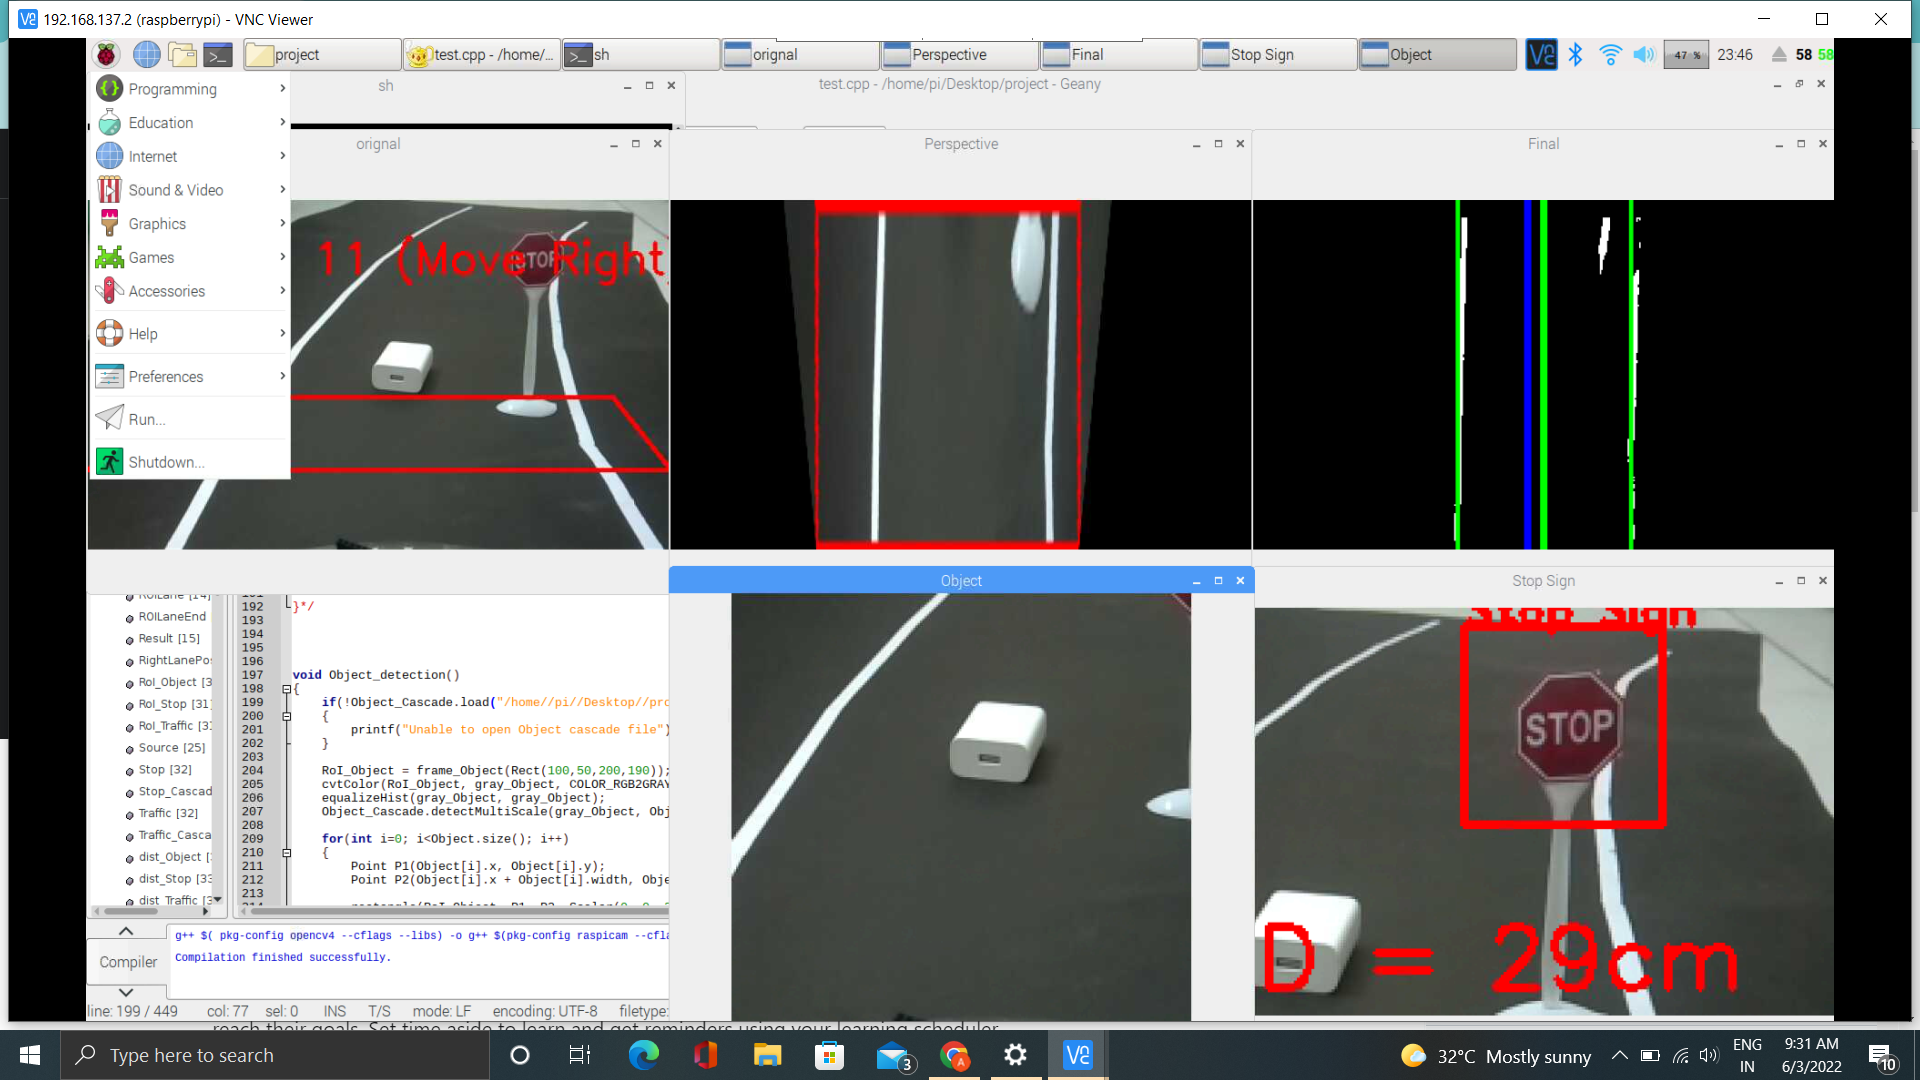 192.168.137.2 (raspberrypi) - VNC Viewer
project
test.cpp - /home/...
sh
orignal
Perspective
Final
Stop Sign
Object
47 %
23:46
58 58
Programming
Education
Internet
Sound & Video
Graphics
Games
Accessories
Help
Preferences
Run...
Shutdown...
sh
test.cpp - /home/pi/Desktop/project - Geany
orignal
Perspective
Final
11 (Move Right)
STOP
Object
Stop Sign
ROILaneEnd
Result [15]
RightLanePos
RoI_Object [3
RoI_Stop [31]
RoI_Traffic [31
Source [25]
Stop [32]
Stop_Cascad
Traffic [32]
Traffic_Casca
dist_Object [
dist_Stop [33
dist_Traffic [3
192 }*/
193
194
195
196
197 void Object_detection()
198 {
199 if(!Object_Cascade.load("/home//pi//Desktop//pro
200 {
201 printf("Unable to open Object cascade file")
202 }
203
204 RoI_Object = frame_Object(Rect(100,50,200,190));
205 cvtColor(RoI_Object, gray_Object, COLOR_RGB2GRAY
206 equalizeHist(gray_Object, gray_Object);
207 Object_Cascade.detectMultiScale(gray_Object, Obj
208
209 for(int i=0; i<Object.size(); i++)
210 {
211 Point P1(Object[i].x, Object[i].y);
212 Point P2(Object[i].x + Object[i].width, Obje
213
Compiler
g++ $( pkg-config opencv4 --cflags --libs) -o g++ $(pkg-config raspicam --cfla
Compilation finished successfully.
line: 199 / 449 col: 77 sel: 0 INS T/S mode: LF encoding: UTF-8 filetype:
Stop Sign
STOP
D = 29cm
reach their goals. Set time aside to learn and get reminders using your learning scheduler
Type here to search
3
32°C Mostly sunny
ENG
IN
9:31 AM
6/3/2022
10